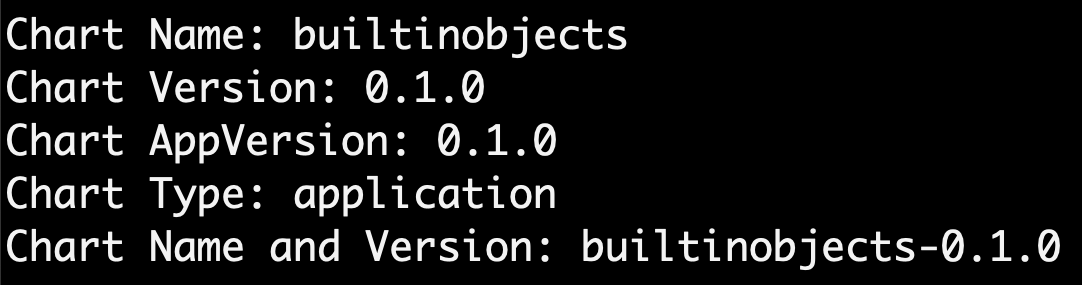 Chart Name: builtinobjects
Chart Version: 0.1.0
Chart AppVersion: 0.1.0
Chart Type: application
Chart Name and Version: builtinobjects-0.1.0